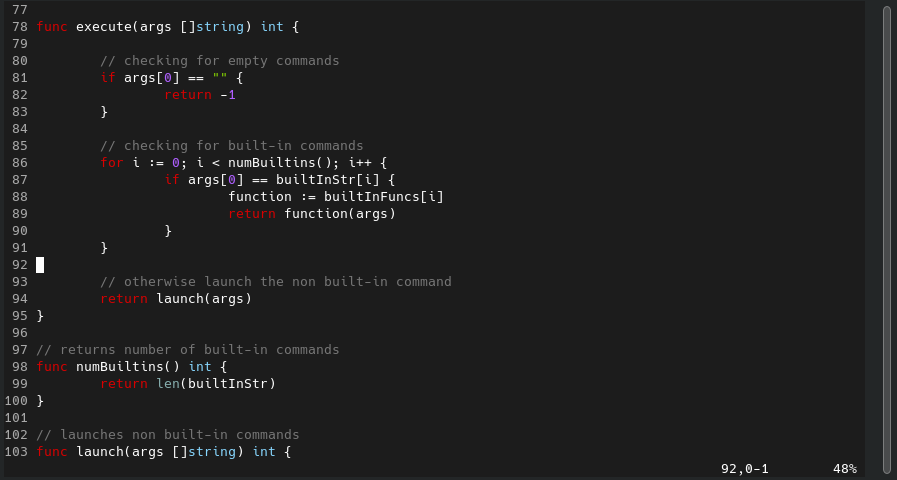 77
78 func execute(args []string) int {
79
80         // checking for empty commands
81         if args[0] == "" {
82                 return -1
83         }
84
85         // checking for built-in commands
86         for i := 0; i < numBuiltins(); i++ {
87                 if args[0] == builtInStr[i] {
88                         function := builtInFuncs[i]
89                         return function(args)
90                 }
91         }
92
93         // otherwise launch the non built-in command
94         return launch(args)
95 }
96
97 // returns number of built-in commands
98 func numBuiltins() int {
99         return len(builtInStr)
100 }
101
102 // launches non built-in commands
103 func launch(args []string) int {
92,0-1        48%